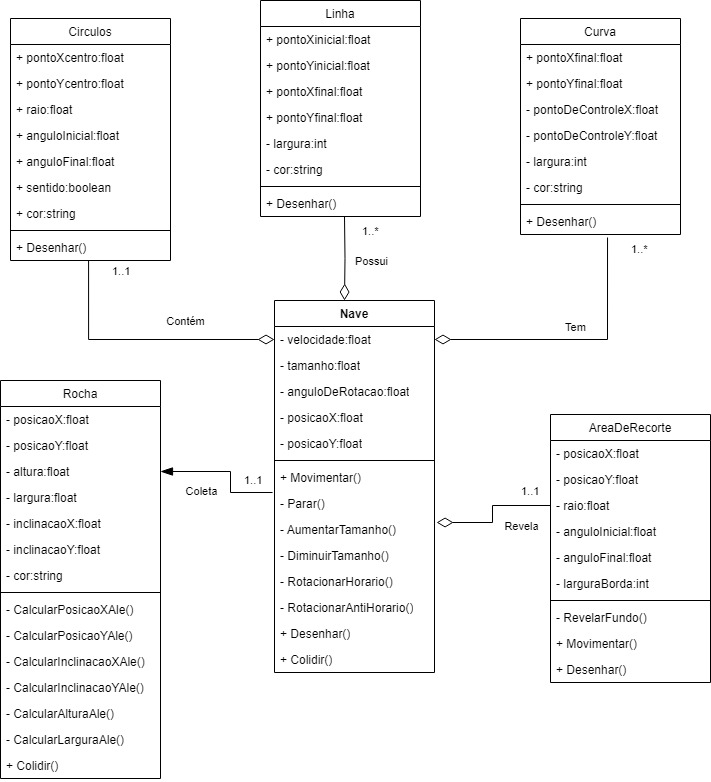 Circulos
+ pontoXcentro:float
+ pontoYcentro:float
+ raio:float
+ anguloInicial:float
+ anguloFinal:float
+ sentido:boolean
+ cor:string
+ Desenhar()
1..1
Contém
Linha
+ pontoXinicial:float
+ pontoYinicial:float
+ pontoXfinal:float
+ pontoYfinal:float
- largura:int
- cor:string
+ Desenhar()
1..*
Possui
Curva
+ pontoXfinal:float
+ pontoYfinal:float
- pontoDeControleX:float
- pontoDeControleY:float
- largura:int
- cor:string
+ Desenhar()
1..*
Tem
Nave
- velocidade:float
- tamanho:float
- anguloDeRotacao:float
- posicaoX:float
- posicaoY:float
+ Movimentar()
- Parar()
- AumentarTamanho()
- DiminuirTamanho()
- RotacionarHorario()
- RotacionarAntiHorario()
+ Desenhar()
+ Colidir()
Rocha
- posicaoX:float
- posicaoY:float
- altura:float
- largura:float
- inclinacaoX:float
- inclinacaoY:float
- cor:string
- CalcularPosicaoXAle()
- CalcularPosicaoYAle()
- CalcularInclinacaoXAle()
- CalcularInclinacaoYAle()
- CalcularAlturaAle()
- CalcularLarguraAle()
+ Colidir()
1..1
Coleta
AreaDeRecorte
- posicaoX:float
- posicaoY:float
- raio:float
- anguloInicial:float
- anguloFinal:float
- larguraBorda:int
- RevelarFundo()
+ Movimentar()
+ Desenhar()
1..1
Revela